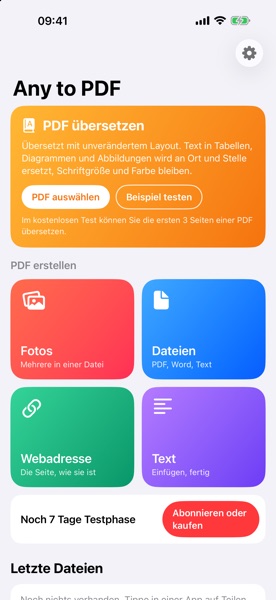 09:41
Any to PDF
PDF übersetzen
Übersetzt mit unverändertem Layout. Text in Tabellen,
Diagrammen und Abbildungen wird an Ort und Stelle
ersetzt, Schriftgröße und Farbe bleiben.
PDF auswählen
Beispiel testen
Im kostenlosen Test können Sie die ersten 3 Seiten einer PDF
übersetzen.
PDF erstellen
Fotos
Mehrere in einer Datei
Dateien
PDF, Word, Text
Webadresse
Die Seite, wie sie ist
Text
Einfügen, fertig
Noch 7 Tage Testphase
Abonnieren oder
kaufen
Letzte Dateien
Noch nichts vorhanden. Tippe in einer App auf Teilen